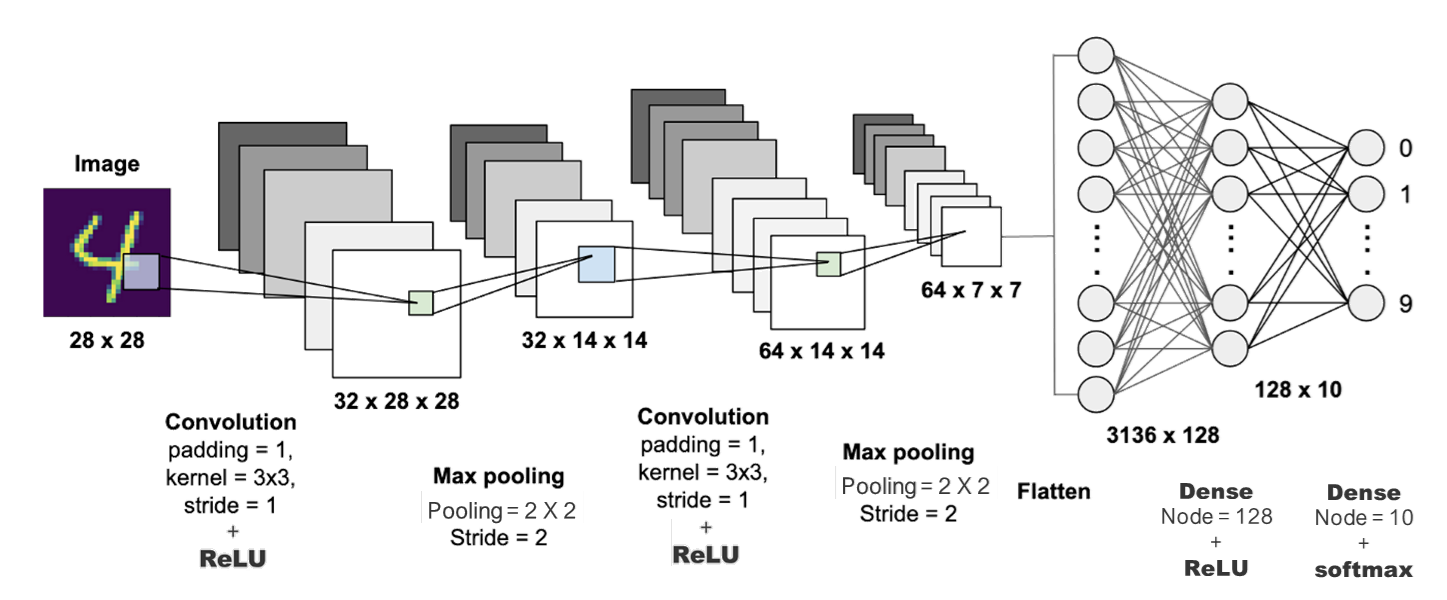 Image
28 x 28
32 x 28 x 28
Convolution
padding = 1,
kernel = 3x3,
stride = 1
+
ReLU
32 x 14 x 14
Max pooling
Pooling = 2 X 2
Stride = 2
64 x 14 x 14
Convolution
padding = 1,
kernel = 3x3,
stride = 1
+
ReLU
64 x 7 x 7
Max pooling
Pooling = 2 X 2
Stride = 2
Flatten
3136 x 128
Dense
Node = 128
+
ReLU
128 x 10
Dense
Node = 10
+
softmax
0
1
9